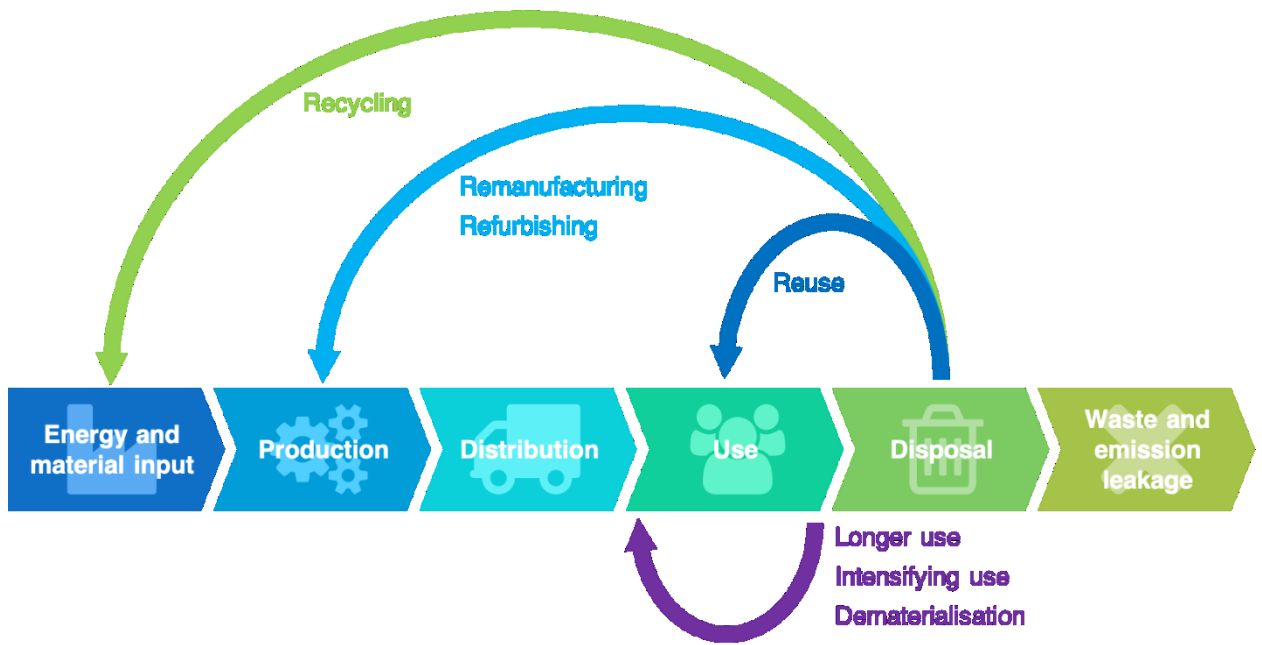 Recycling
Remanufacturing
Refurbishing
Reuse
Energy and
material input
Production
Distribution
Use
Disposal
Waste and
emission
leakage
Longer use
Intensifying use
Dematerialisation